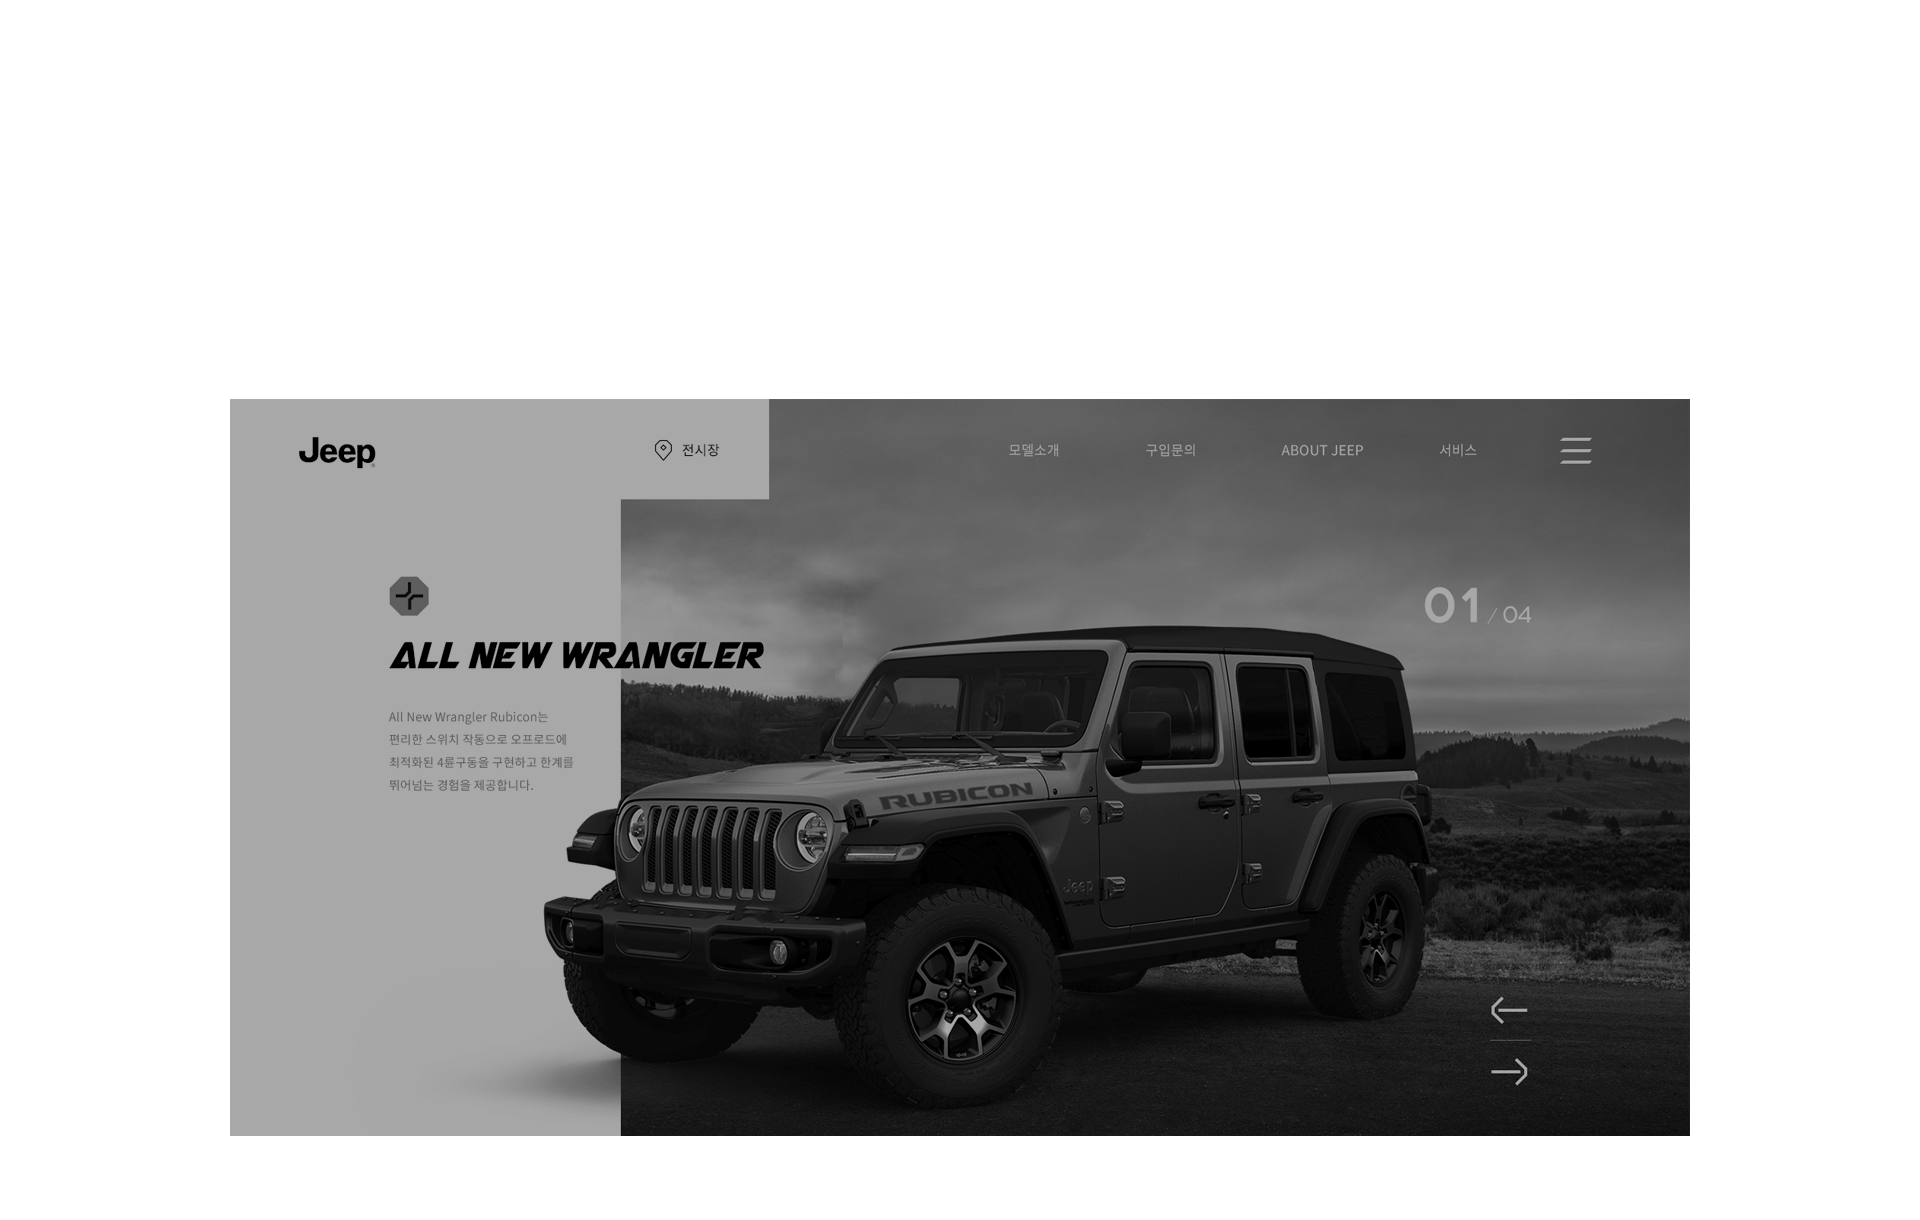 Jeep
전시장
모델소개
구입문의
ABOUT JEEP
서비스
01 / 04
ALL NEW WRANGLER
All New Wrangler Rubicon는
편리한 스위치 작동으로 오프로드에
최적화된 4륜구동을 구현하고 한계를
뛰어넘는 경험을 제공합니다.
RUBICON
Jeep